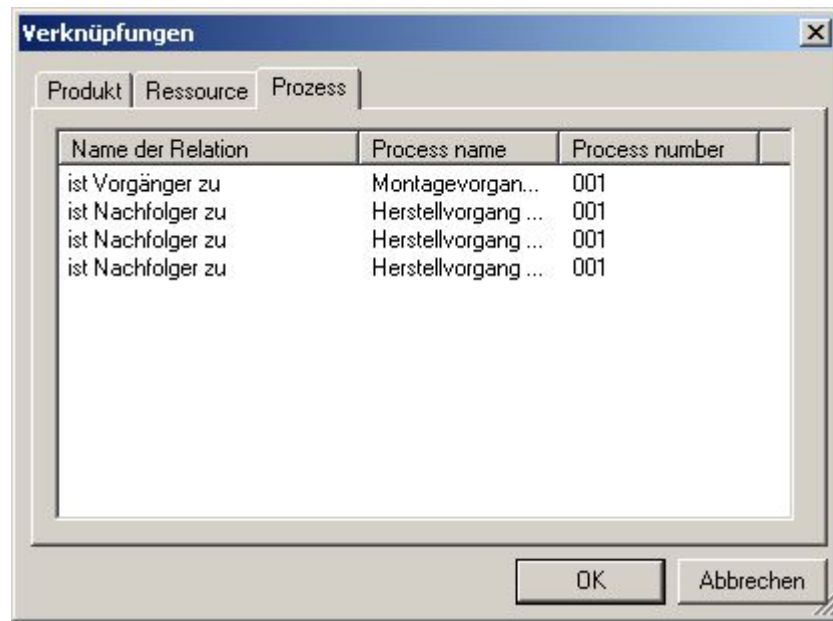 Verknüpfungen
Produkt Ressource Prozess
Name der Relation Process name Process number
ist Vorgänger zu Montagevorgan... 001
ist Nachfolger zu Herstellvorgang ... 001
ist Nachfolger zu Herstellvorgang ... 001
ist Nachfolger zu Herstellvorgang ... 001
OK Abbrechen